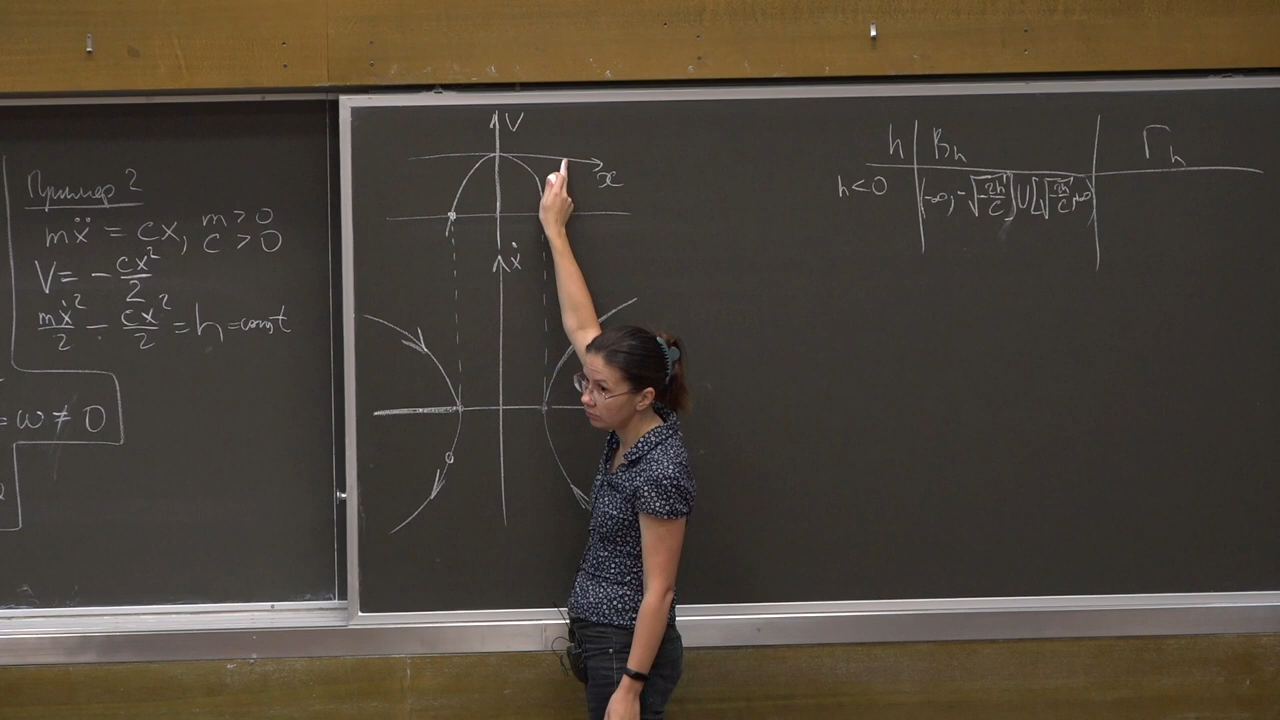 Пример 2
mẍ = cx, m > 0
c > 0
V = - cx²/2
mẋ²/2 - cx²/2 = h = const
= ω ≠ 0
V
x
ẋ
h | B_h | Γ_h
h < 0 | (-∞, -√(-2h/c)] ∪ [√(-2h/c), ∞)